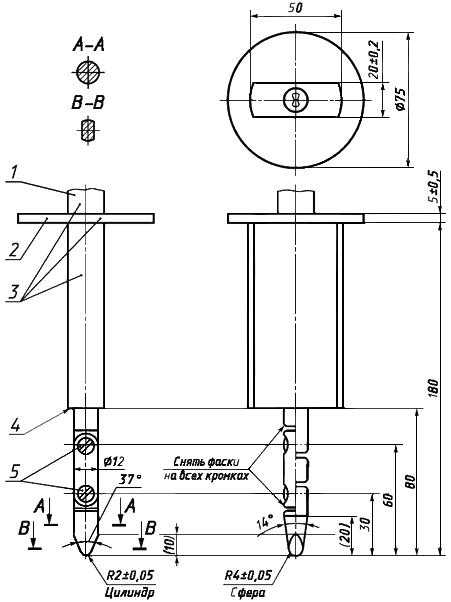 50
А-А
20±0,2
Ø75
В-В
1
5±0,5
2
3
180
4
80
Ø12
Снять фаски
на всех кромках
5
37°
60
А
А
30
В
В
14°
(20)
(10)
R2±0,05
Цилиндр
R4±0,05
Сфера